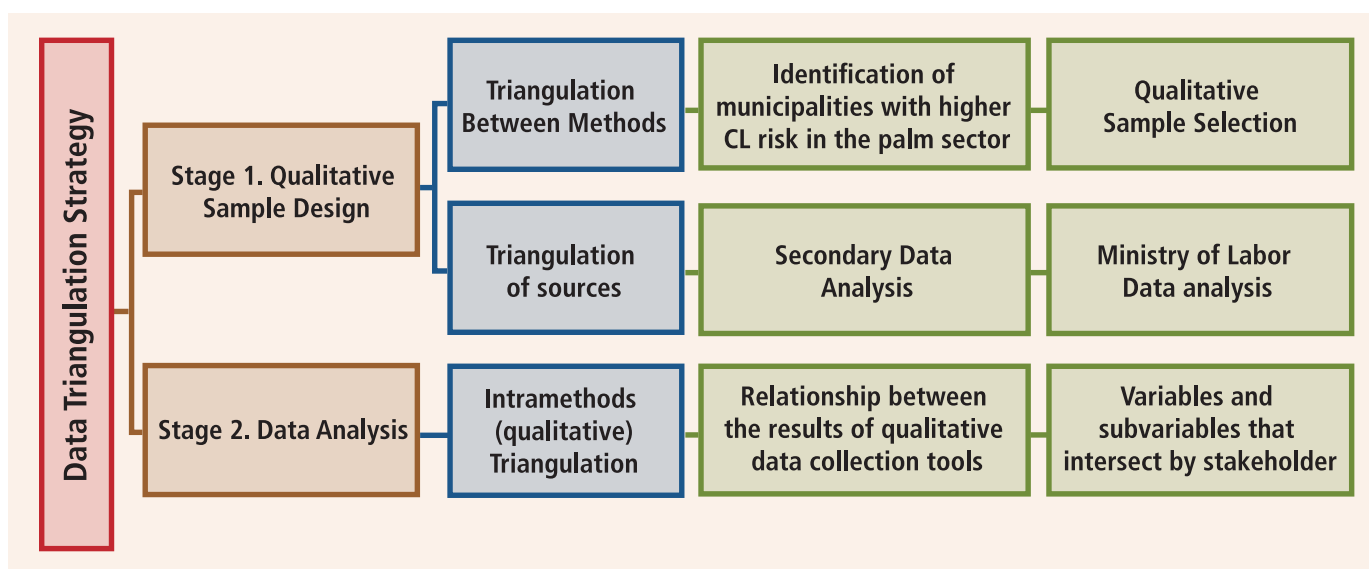 Data Triangulation Strategy
Stage 1. Qualitative
Sample Design
Triangulation
Between Methods
Identification of
municipalities with higher
CL risk in the palm sector
Qualitative
Sample Selection
Triangulation
of sources
Secondary Data
Analysis
Ministry of Labor
Data analysis
Stage 2. Data Analysis
Intramethods
(qualitative)
Triangulation
Relationship between
the results of qualitative
data collection tools
Variables and
subvariables that
intersect by stakeholder